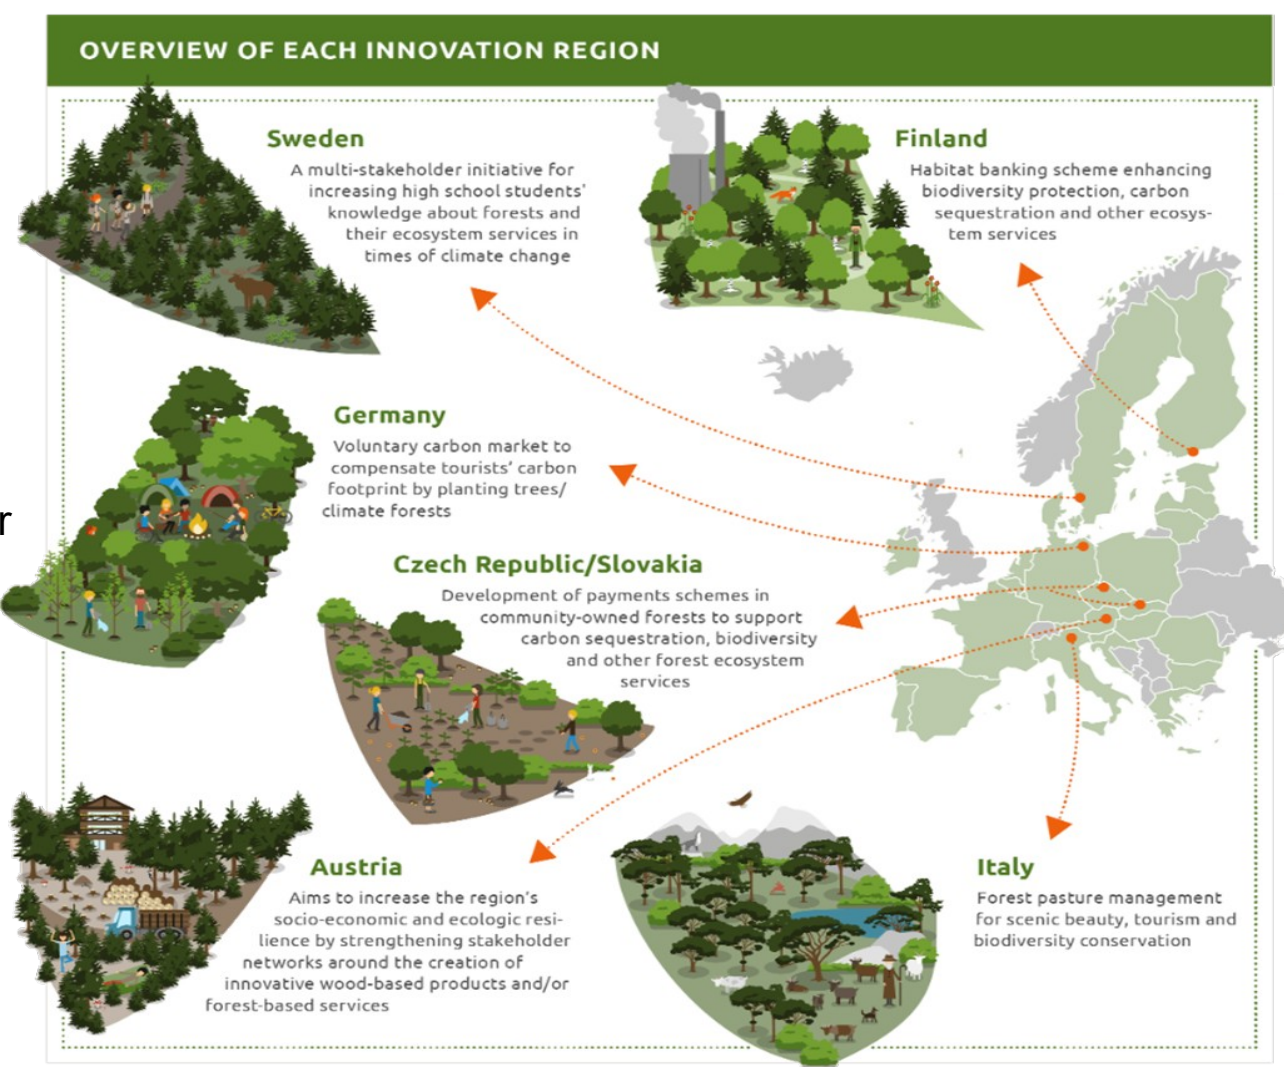 OVERVIEW OF EACH INNOVATION REGION
Sweden
A multi-stakeholder initiative for
increasing high school students'
knowledge about forests and
their ecosystem services in
times of climate change
Finland
Habitat banking scheme enhancing
biodiversity protection, carbon
sequestration and other ecosys-
tem services
Germany
Voluntary carbon market to
compensate tourists' carbon
footprint by planting trees/
climate forests
r
Czech Republic/Slovakia
Development of payments schemes in
community-owned forests to support
carbon sequestration, biodiversity
and other forest ecosystem
services
Austria
Aims to increase the region's
socio-economic and ecologic resi-
lience by strengthening stakeholder
networks around the creation of
innovative wood-based products and/or
forest-based services
Italy
Forest pasture management
for scenic beauty, tourism and
biodiversity conservation